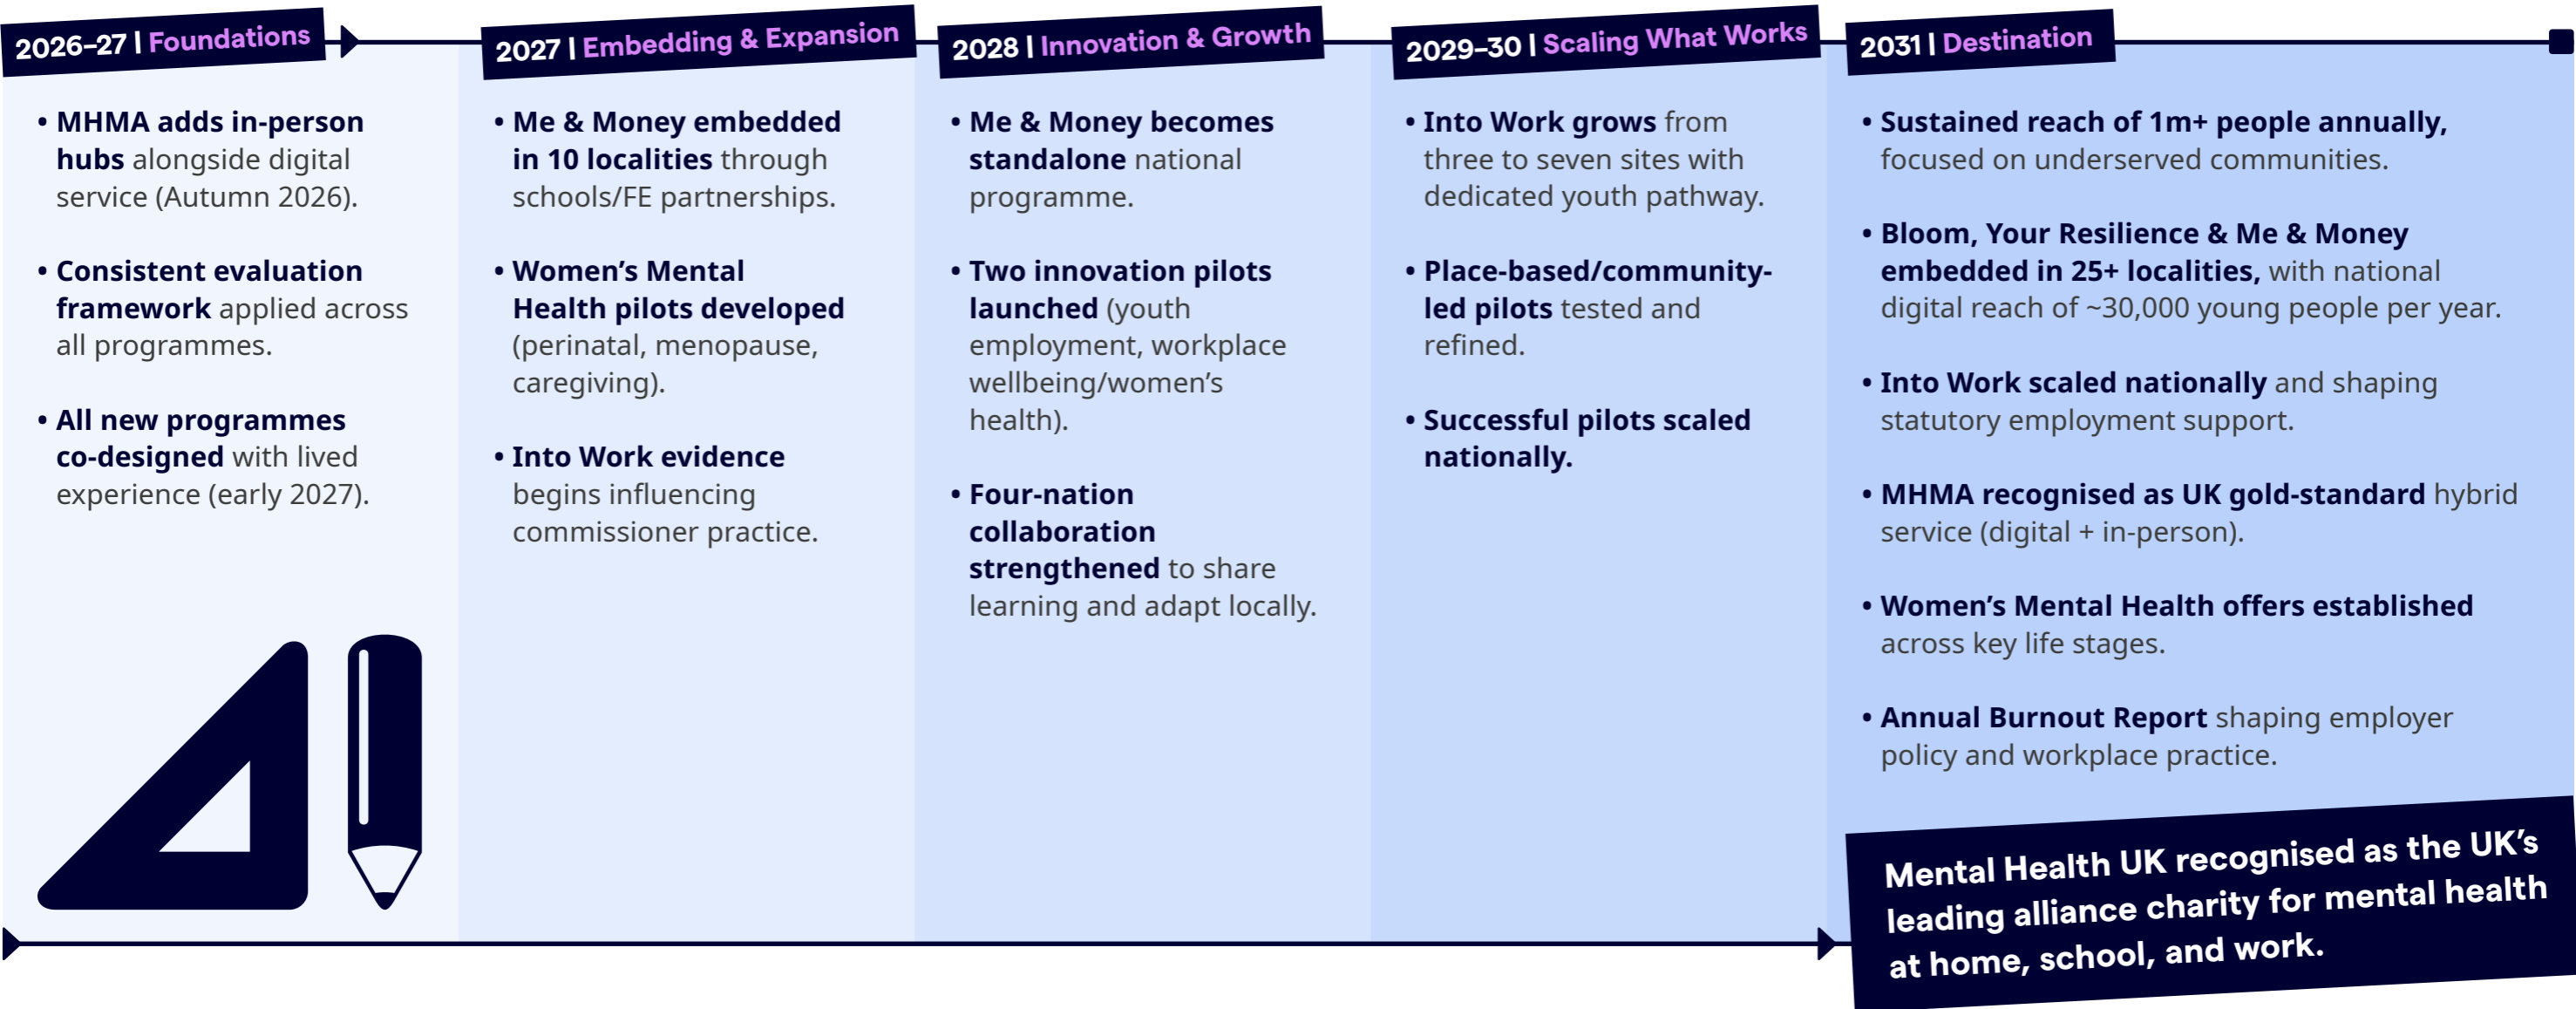 2026–27 | Foundations
• MHMA adds in-person
hubs alongside digital
service (Autumn 2026).
• Consistent evaluation
framework applied across
all programmes.
• All new programmes
co-designed with lived
experience (early 2027).
2027 | Embedding & Expansion
• Me & Money embedded
in 10 localities through
schools/FE partnerships.
• Women’s Mental
Health pilots developed
(perinatal, menopause,
caregiving).
• Into Work evidence
begins influencing
commissioner practice.
2028 | Innovation & Growth
• Me & Money becomes
standalone national
programme.
• Two innovation pilots
launched (youth
employment, workplace
wellbeing/women’s
health).
• Four-nation
collaboration
strengthened to share
learning and adapt locally.
2029–30 | Scaling What Works
• Into Work grows from
three to seven sites with
dedicated youth pathway.
• Place-based/community-
led pilots tested and
refined.
• Successful pilots scaled
nationally.
2031 | Destination
• Sustained reach of 1m+ people annually,
focused on underserved communities.
• Bloom, Your Resilience & Me & Money
embedded in 25+ localities, with national
digital reach of ~30,000 young people per year.
• Into Work scaled nationally and shaping
statutory employment support.
• MHMA recognised as UK gold-standard hybrid
service (digital + in-person).
• Women’s Mental Health offers established
across key life stages.
• Annual Burnout Report shaping employer
policy and workplace practice.
Mental Health UK recognised as the UK’s
leading alliance charity for mental health
at home, school, and work.